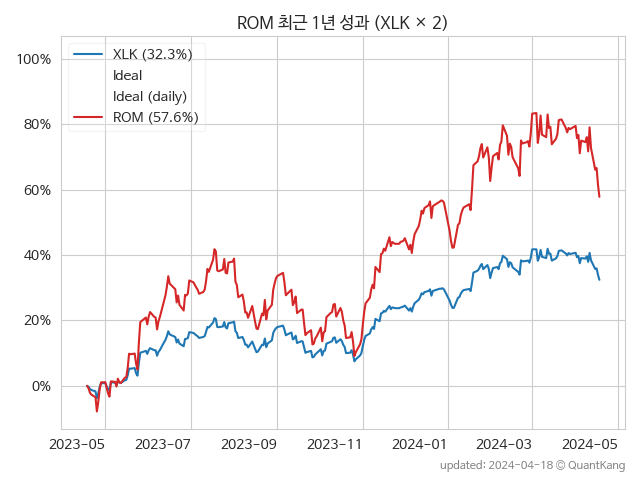 ROM 최근 1년 성과 (XLK × 2)
100%
80%
60%
40%
20%
0%
XLK (32.3%)
Ideal
Ideal (daily)
ROM (57.6%)
2023-05
2023-07
2023-09
2023-11
2024-01
2024-03
2024-05
updated: 2024-04-18 © QuantKang